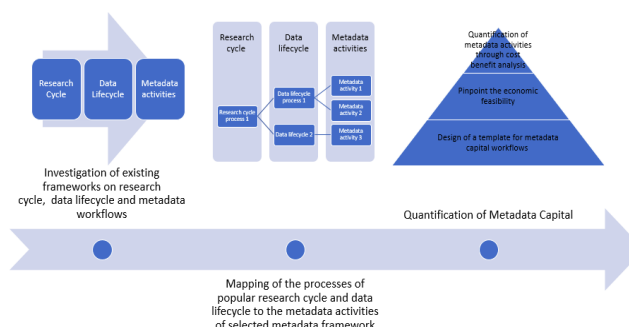 Research
Cycle
Data
Lifecycle
Metadata
activities
Investigation of existing
frameworks on research
cycle, data lifecycle and metadata
workflows
Research
cycle
Data
lifecycle
Metadata
activities
Research cycle
process 1
Data lifecycle
process 1
Data lifecycle 2
Metadata
activity 1
Metadata
activity 2
Metadata
activity 3
Mapping of the processes of
popular research cycle and data
lifecycle to the metadata activities
of selected metadata framework
Quantification of
metadata activities
through cost
benefit analysis
Pinpoint the economic
feasibility
Design of a template for metadata
capital workflows
Quantification of Metadata Capital